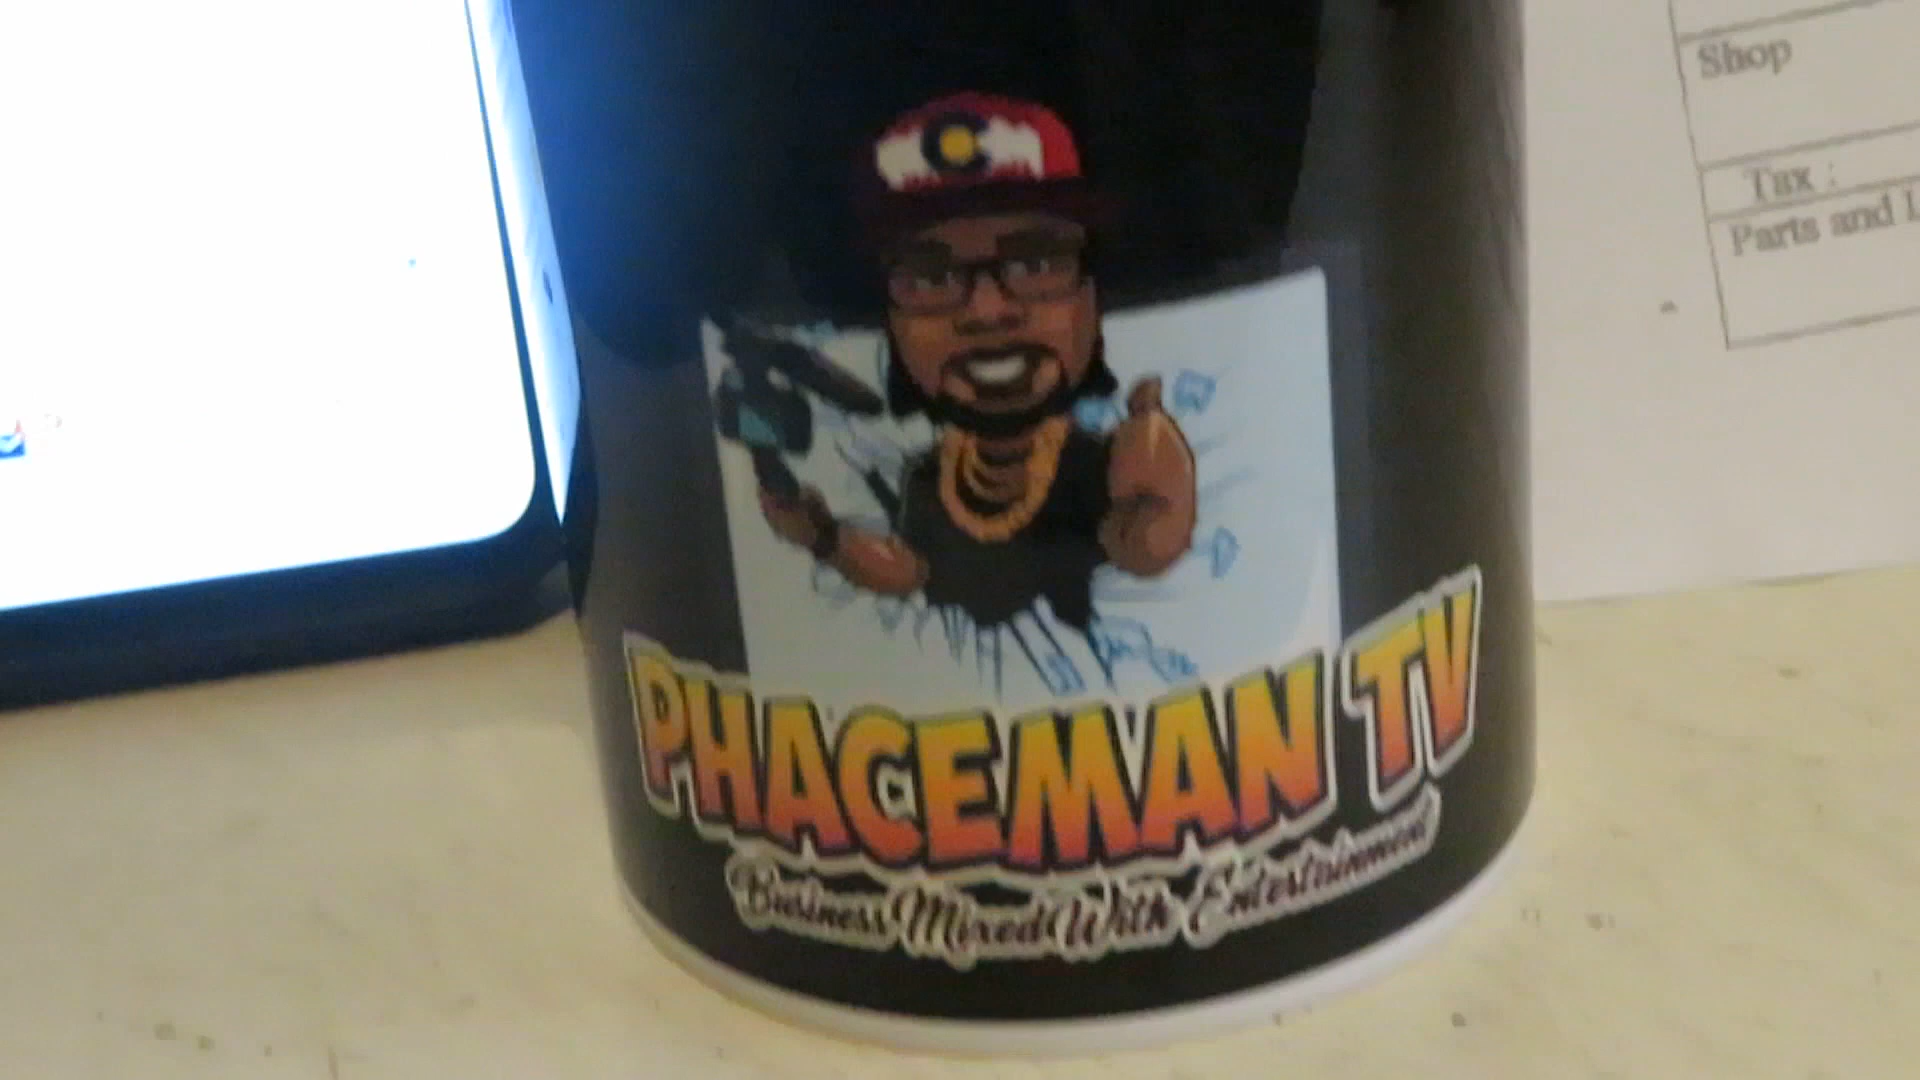 Shop
Tax :
Parts and L
PHACEMAN TV
Business Mixed With Entertainment